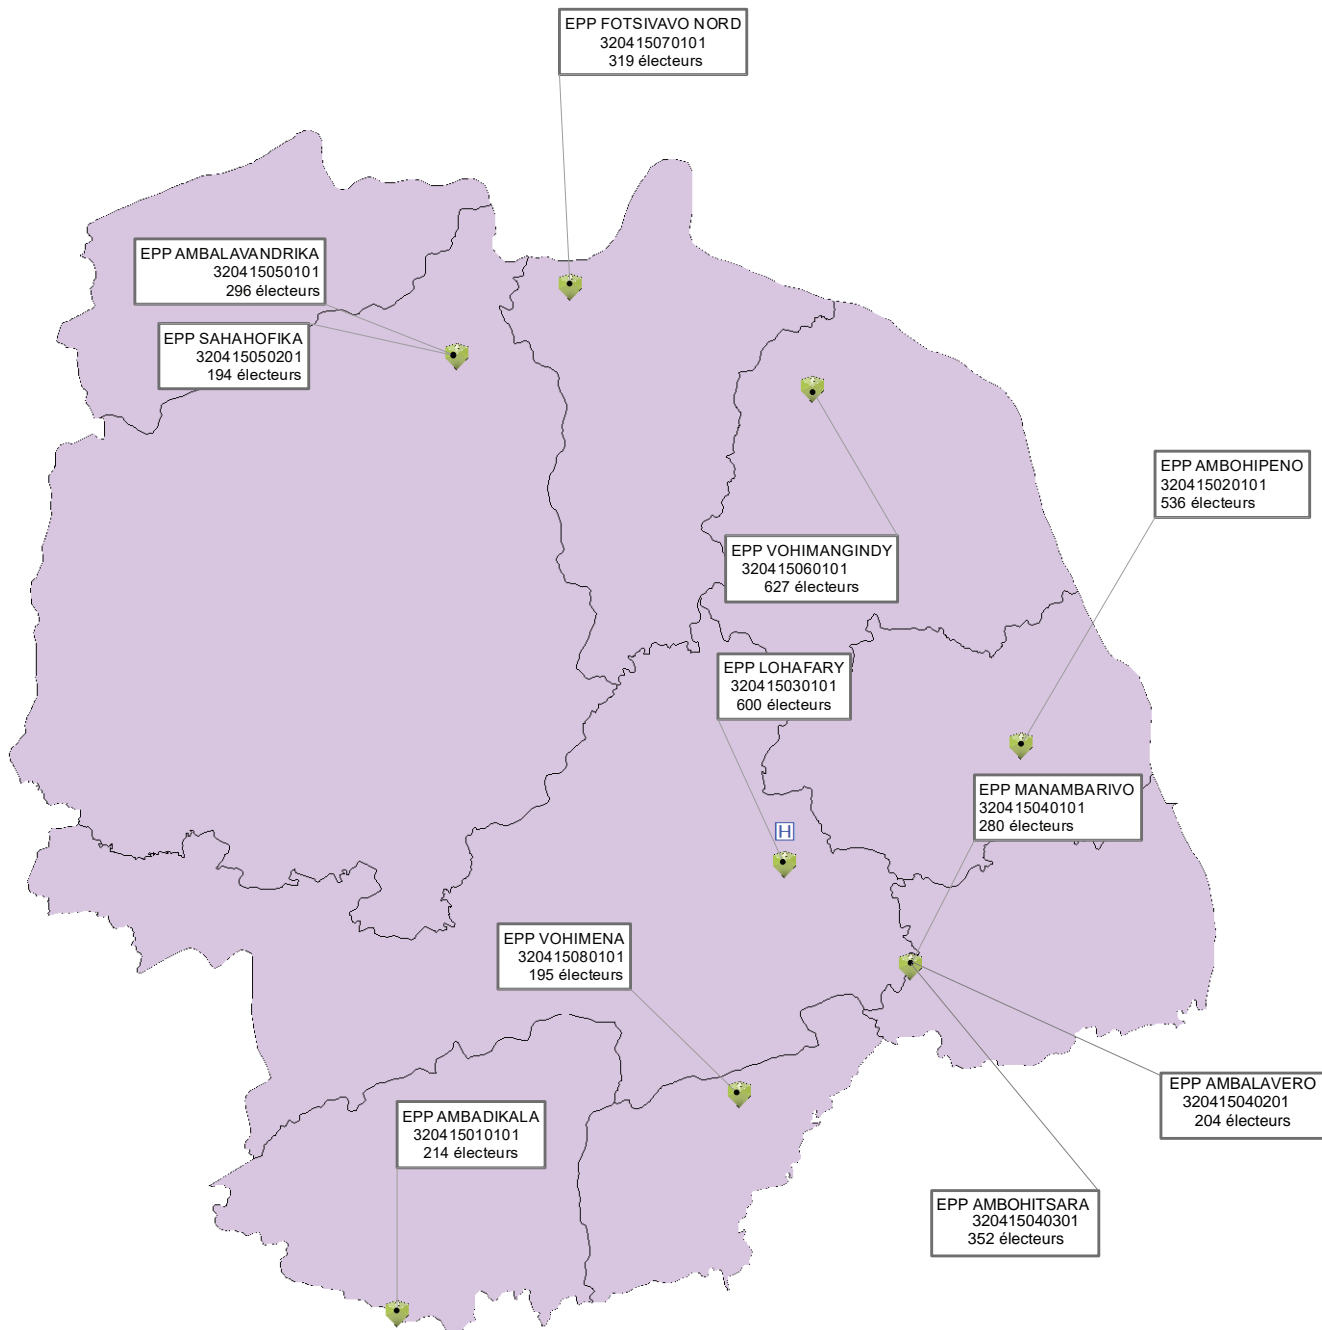 EPP FOTSIVAVO NORD
320415070101
319 électeurs
EPP AMBALAVANDRIKA
320415050101
296 électeurs
EPP SAHAHOFIKA
320415050201
194 électeurs
EPP AMBOHIPENO
320415020101
536 électeurs
EPP VOHIMANGINDY
320415060101
627 électeurs
EPP LOHAFARY
320415030101
600 électeurs
EPP MANAMBARIVO
320415040101
280 électeurs
H
EPP VOHIMENA
320415080101
195 électeurs
EPP AMBALAVERO
320415040201
204 électeurs
EPP AMBADIKALA
320415010101
214 électeurs
EPP AMBOHITSARA
320415040301
352 électeurs